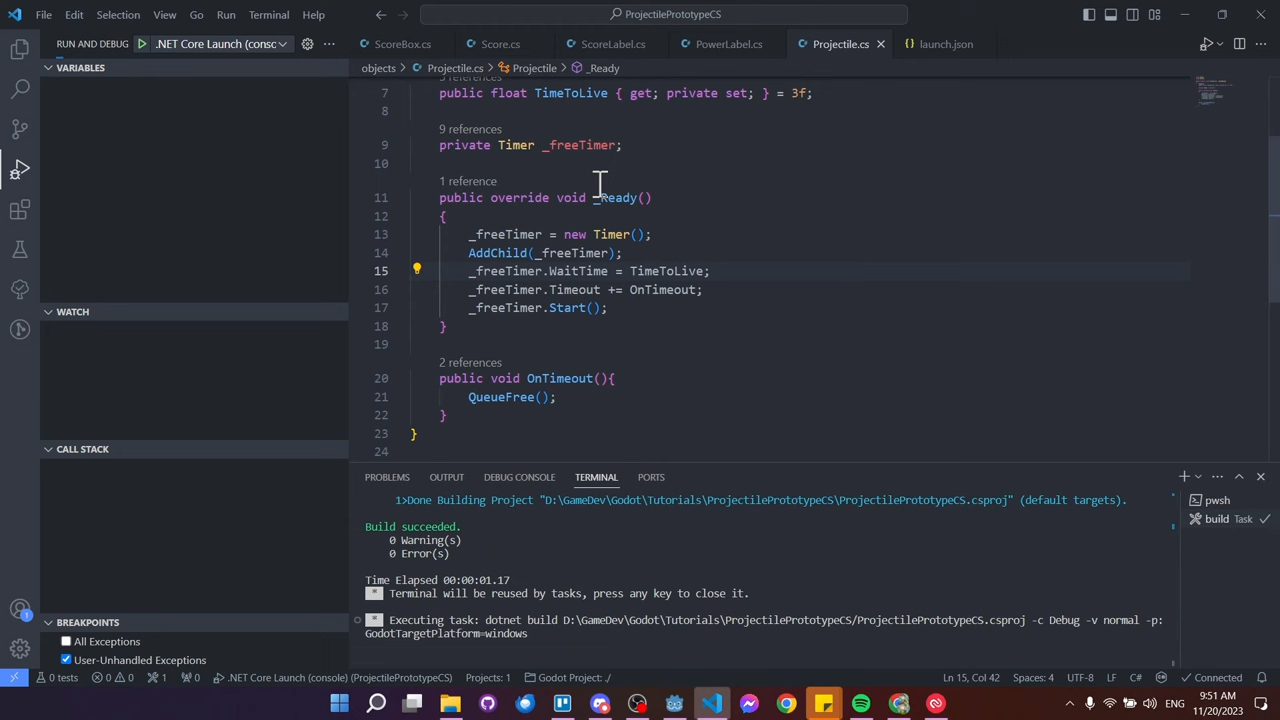 File Edit Selection View Go Run Terminal Help
ProjectilePrototypeCS
RUN AND DEBUG .NET Core Launch (consc
ScoreBox.cs Score.cs ScoreLabel.cs PowerLabel.cs Projectile.cs launch.json
objects > Projectile.cs > Projectile > _Ready
VARIABLES
WATCH
CALL STACK
BREAKPOINTS
All Exceptions
User-Unhandled Exceptions
7 public float TimeToLive { get; private set; } = 3f;
8
9 references
9 private Timer _freeTimer;
10
1 reference
11 public override void _Ready()
12 {
13 _freeTimer = new Timer();
14 AddChild(_freeTimer);
15 _freeTimer.WaitTime = TimeToLive;
16 _freeTimer.Timeout += OnTimeout;
17 _freeTimer.Start();
18 }
19
2 references
20 public void OnTimeout(){
21 QueueFree();
22 }
23 }
24
PROBLEMS OUTPUT DEBUG CONSOLE TERMINAL PORTS
1>Done Building Project "D:\GameDev\Godot\Tutorials\ProjectilePrototypeCS\ProjectilePrototypeCS.csproj" (default targets).
Build succeeded.
0 Warning(s)
0 Error(s)
Time Elapsed 00:00:01.17
* Terminal will be reused by tasks, press any key to close it.
* Executing task: dotnet build D:\GameDev\Godot\Tutorials\ProjectilePrototypeCS/ProjectilePrototypeCS.csproj -c Debug -v normal -p:
GodotTargetPlatform=windows
pwsh
build Task
1
0 tests 0 0 1 0 .NET Core Launch (console) (ProjectilePrototypeCS) Projects: 1 Godot Project: ./ Ln 15, Col 42 Spaces: 4 UTF-8 LF C# Connected
9:51 AM
11/20/2023